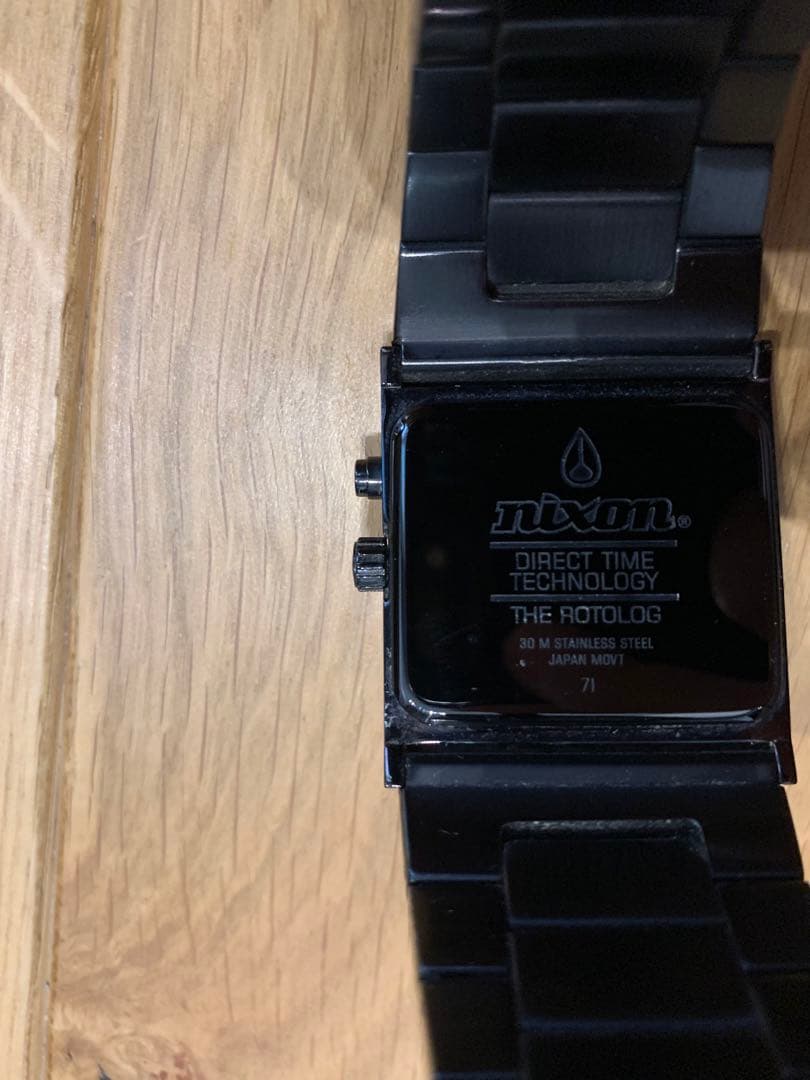 nixon®
DIRECT TIME
TECHNOLOGY
THE ROTOLOG
30 M STAINLESS STEEL
JAPAN MOVT
71